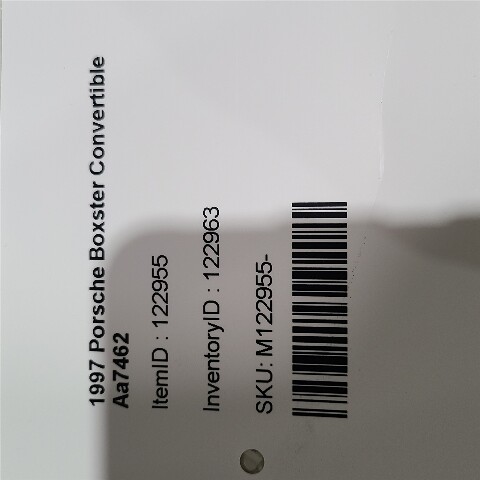 1997 Porsche Boxster Convertible
Aa7462
ItemID : 122955
InventoryID : 122963
SKU: M122955-